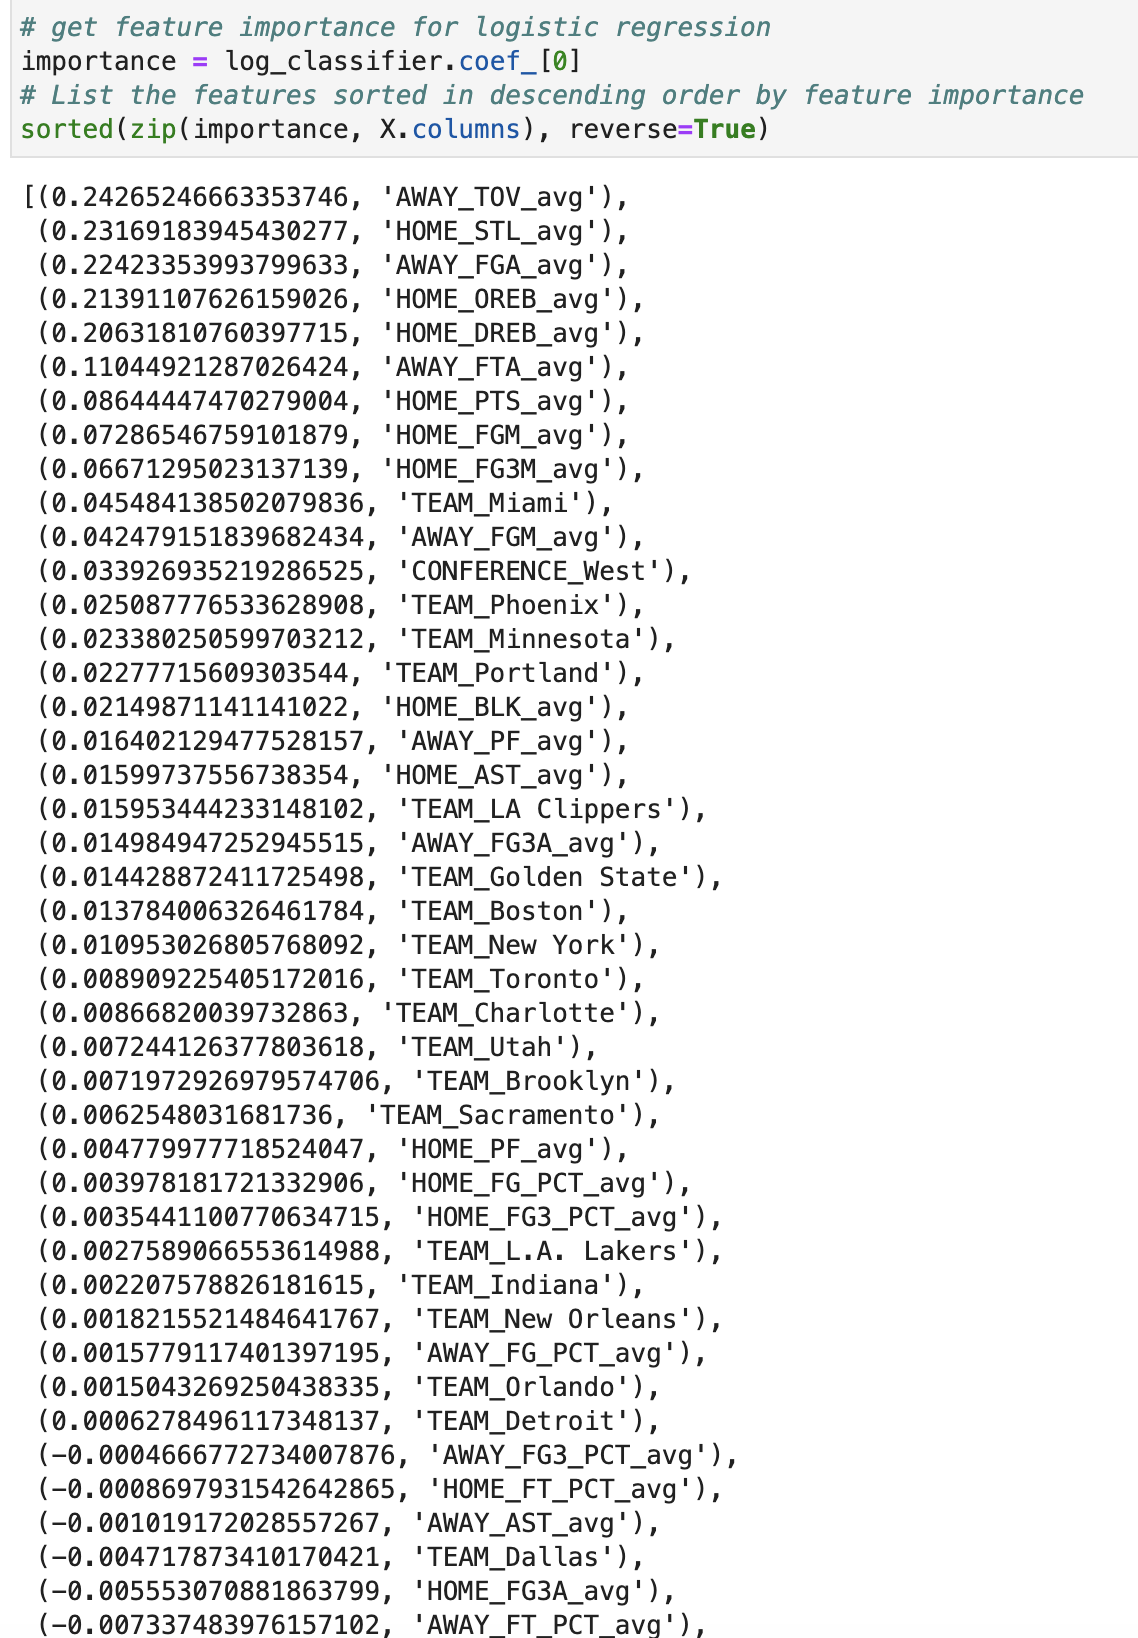 # get feature importance for logistic regression
importance = log_classifier.coef_[0]
# List the features sorted in descending order by feature importance
sorted(zip(importance, X.columns), reverse=True)
[(0.24265246663353746, 'AWAY_TOV_avg'),
(0.23169183945430277, 'HOME_STL_avg'),
(0.22423353993799633, 'AWAY_FGA_avg'),
(0.21391107626159026, 'HOME_OREB_avg'),
(0.20631810760397715, 'HOME_DREB_avg'),
(0.11044921287026424, 'AWAY_FTA_avg'),
(0.08644447470279004, 'HOME_PTS_avg'),
(0.07286546759101879, 'HOME_FGM_avg'),
(0.06671295023137139, 'HOME_FG3M_avg'),
(0.045484138502079836, 'TEAM_Miami'),
(0.042479151839682434, 'AWAY_FGM_avg'),
(0.033926935219286525, 'CONFERENCE_West'),
(0.025087776533628908, 'TEAM_Phoenix'),
(0.023380250599703212, 'TEAM_Minnesota'),
(0.02277715609303544, 'TEAM_Portland'),
(0.02149871141141022, 'HOME_BLK_avg'),
(0.016402129477528157, 'AWAY_PF_avg'),
(0.01599737556738354, 'HOME_AST_avg'),
(0.015953444233148102, 'TEAM_LA Clippers'),
(0.014984947252945515, 'AWAY_FG3A_avg'),
(0.014428872411725498, 'TEAM_Golden State'),
(0.013784006326461784, 'TEAM_Boston'),
(0.010953026805768092, 'TEAM_New York'),
(0.008909225405172016, 'TEAM_Toronto'),
(0.00866820039732863, 'TEAM_Charlotte'),
(0.007244126377803618, 'TEAM_Utah'),
(0.0071972926979574706, 'TEAM_Brooklyn'),
(0.0062548031681736, 'TEAM_Sacramento'),
(0.004779977718524047, 'HOME_PF_avg'),
(0.003978181721332906, 'HOME_FG_PCT_avg'),
(0.0035441100770634715, 'HOME_FG3_PCT_avg'),
(0.0027589066553614988, 'TEAM_L.A. Lakers'),
(0.002207578826181615, 'TEAM_Indiana'),
(0.0018215521484641767, 'TEAM_New Orleans'),
(0.0015779117401397195, 'AWAY_FG_PCT_avg'),
(0.0015043269250438335, 'TEAM_Orlando'),
(0.0006278496117348137, 'TEAM_Detroit'),
(-0.0004666772734007876, 'AWAY_FG3_PCT_avg'),
(-0.0008697931542642865, 'HOME_FT_PCT_avg'),
(-0.001019172028557267, 'AWAY_AST_avg'),
(-0.004717873410170421, 'TEAM_Dallas'),
(-0.005553070881863799, 'HOME_FG3A_avg'),
(-0.007337483976157102, 'AWAY_FT_PCT_avg'),